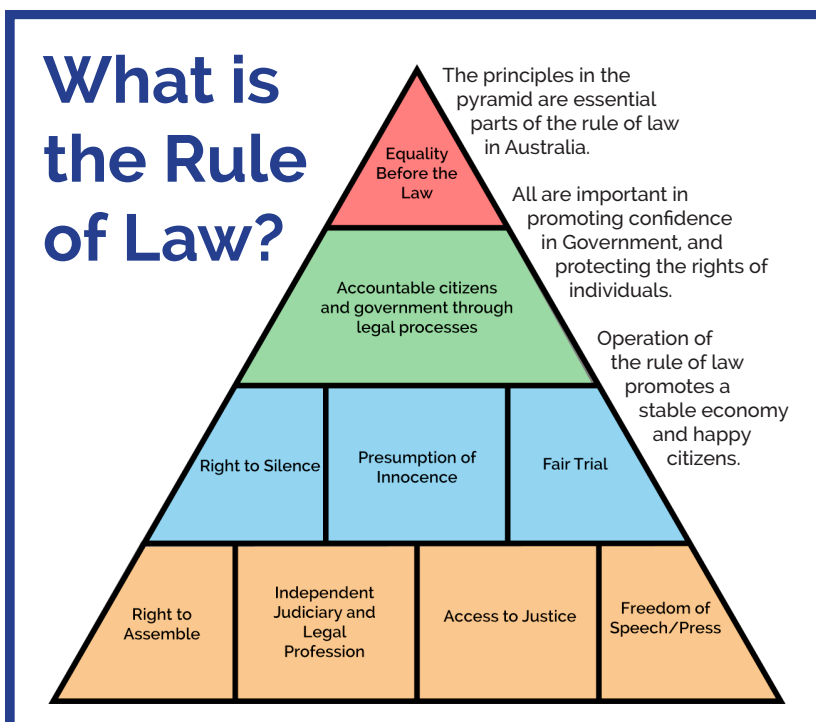 What is
the Rule
of Law?
The principles in the
pyramid are essential
parts of the rule of law
in Australia.
All are important in
promoting confidence
in Government, and
protecting the rights of
individuals.
Operation of
the rule of law
promotes a
stable economy
and happy
citizens.
Equality
Before the
Law
Accountable citizens
and government through
legal processes
Right to Silence
Presumption of
Innocence
Fair Trial
Right to
Assemble
Independent
Judiciary and
Legal
Profession
Access to Justice
Freedom of
Speech/Press